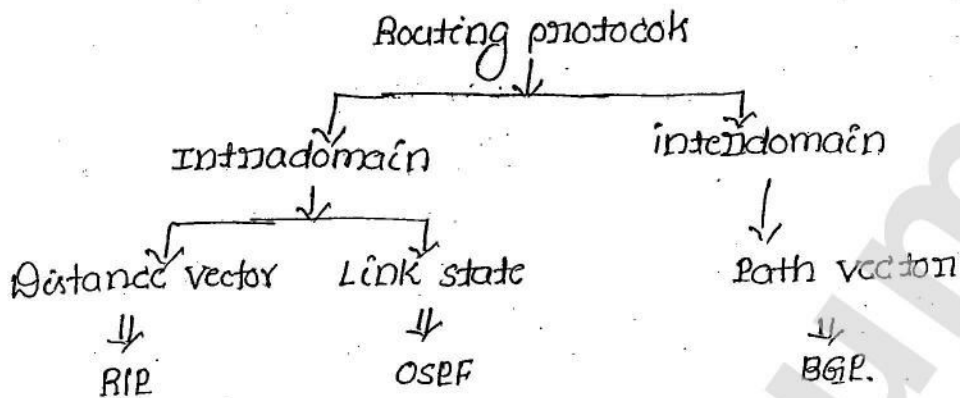 Routing protocols
Intradomain interdomain
Distance vector Link state Path vector
RIP OSPF BGP.